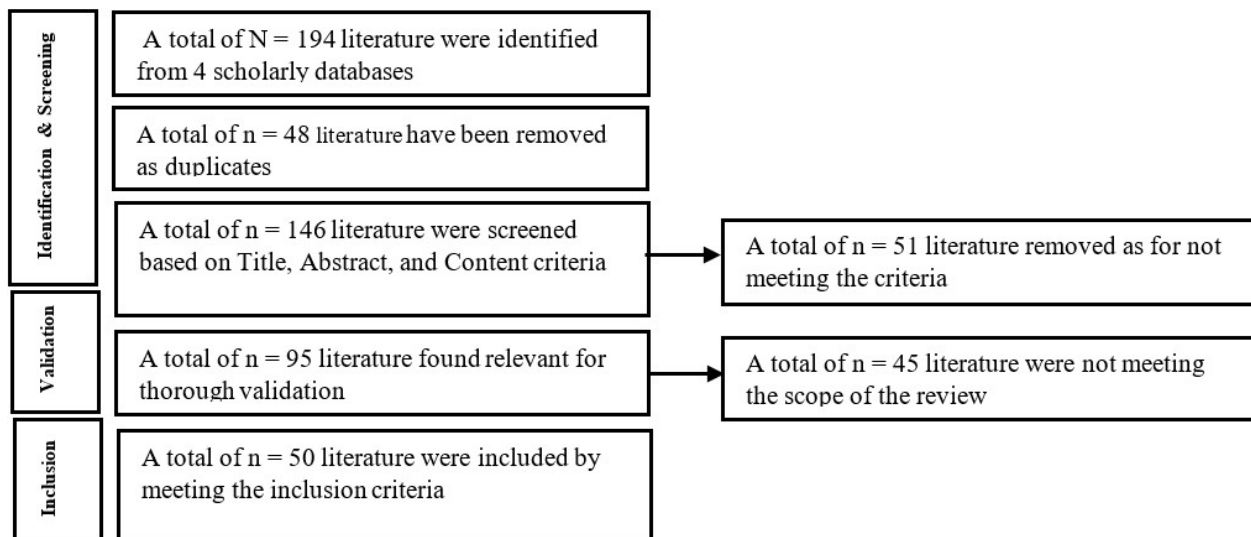 Identification & Screening
A total of N = 194 literature were identified
from 4 scholarly databases
A total of n = 48 literature have been removed
as duplicates
A total of n = 146 literature were screened
based on Title, Abstract, and Content criteria
A total of n = 51 literature removed as for not
meeting the criteria
Validation
A total of n = 95 literature found relevant for
thorough validation
A total of n = 45 literature were not meeting
the scope of the review
Inclusion
A total of n = 50 literature were included by
meeting the inclusion criteria